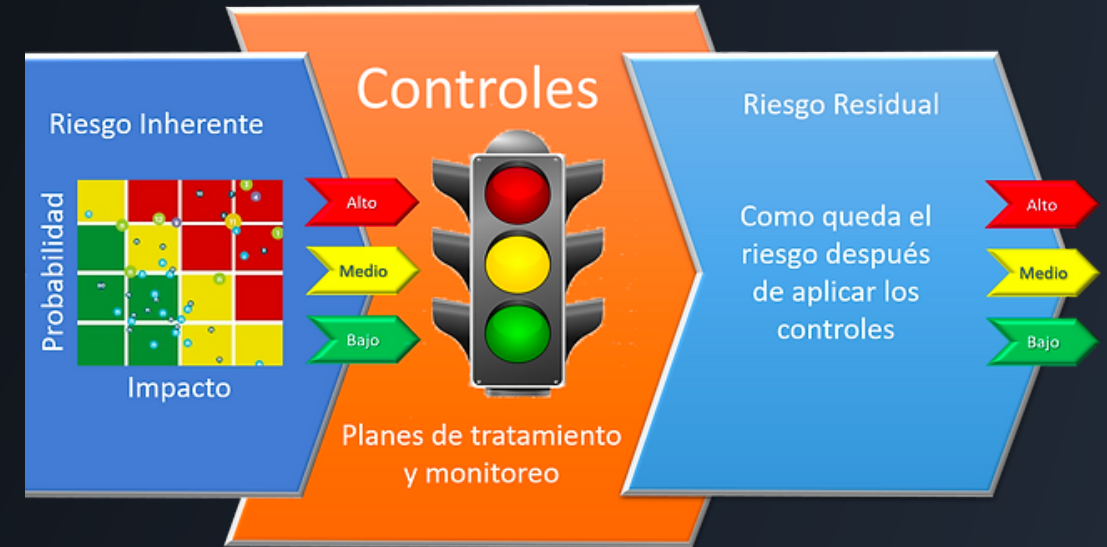 Riesgo Inherente
Probabilidad
Impacto
Alto
Medio
Bajo
Controles
Planes de tratamiento
y monitoreo
Riesgo Residual
Como queda el
riesgo después
de aplicar los
controles
Alto
Medio
Bajo